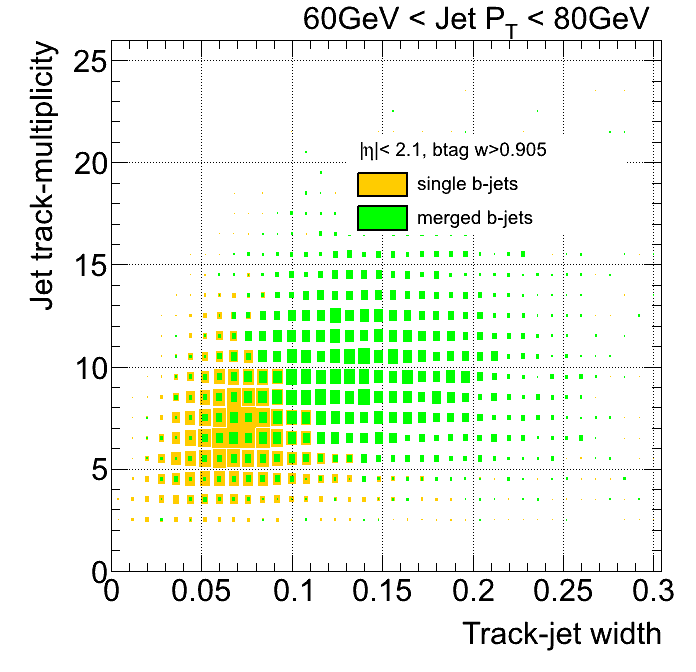 60GeV < Jet P_T < 80GeV
Jet track-multiplicity
25
20
15
10
5
0
|η|< 2.1, btag w>0.905
single b-jets
merged b-jets
0 0.05 0.1 0.15 0.2 0.25 0.3
Track-jet width